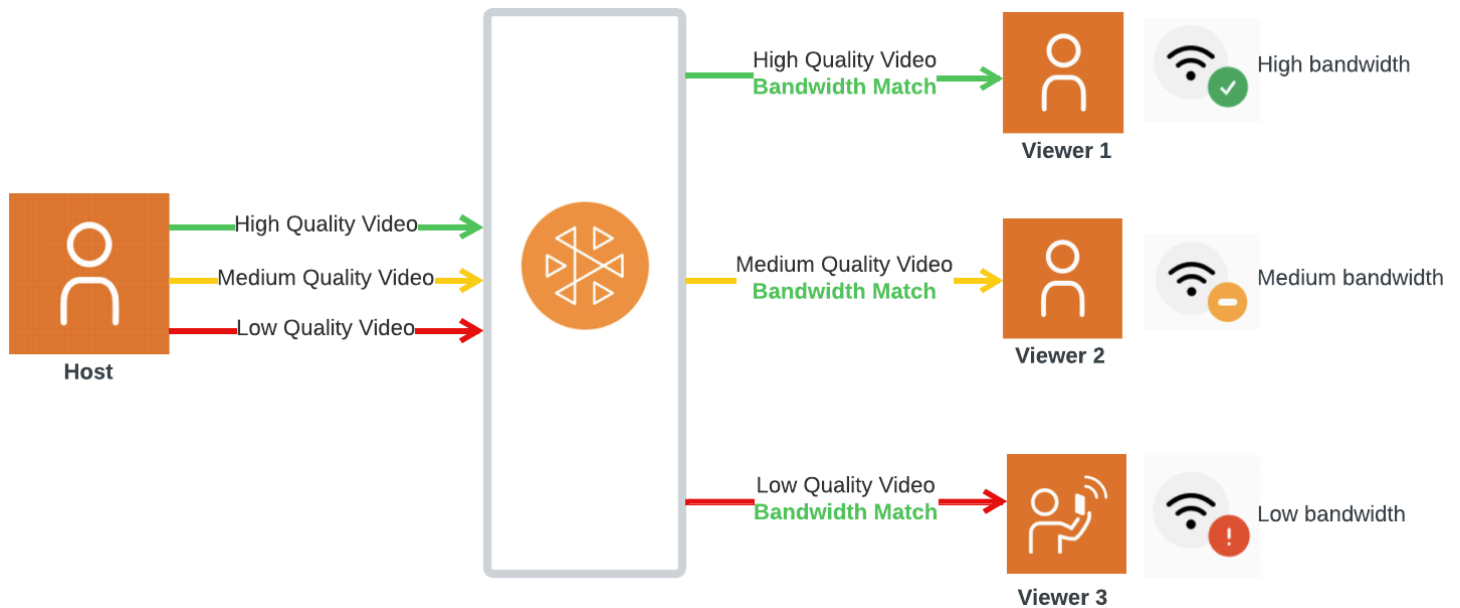 High Quality Video
Medium Quality Video
Low Quality Video
Host
High Quality Video
Bandwidth Match
Viewer 1
High bandwidth
Medium Quality Video
Bandwidth Match
Viewer 2
Medium bandwidth
Low Quality Video
Bandwidth Match
Viewer 3
Low bandwidth